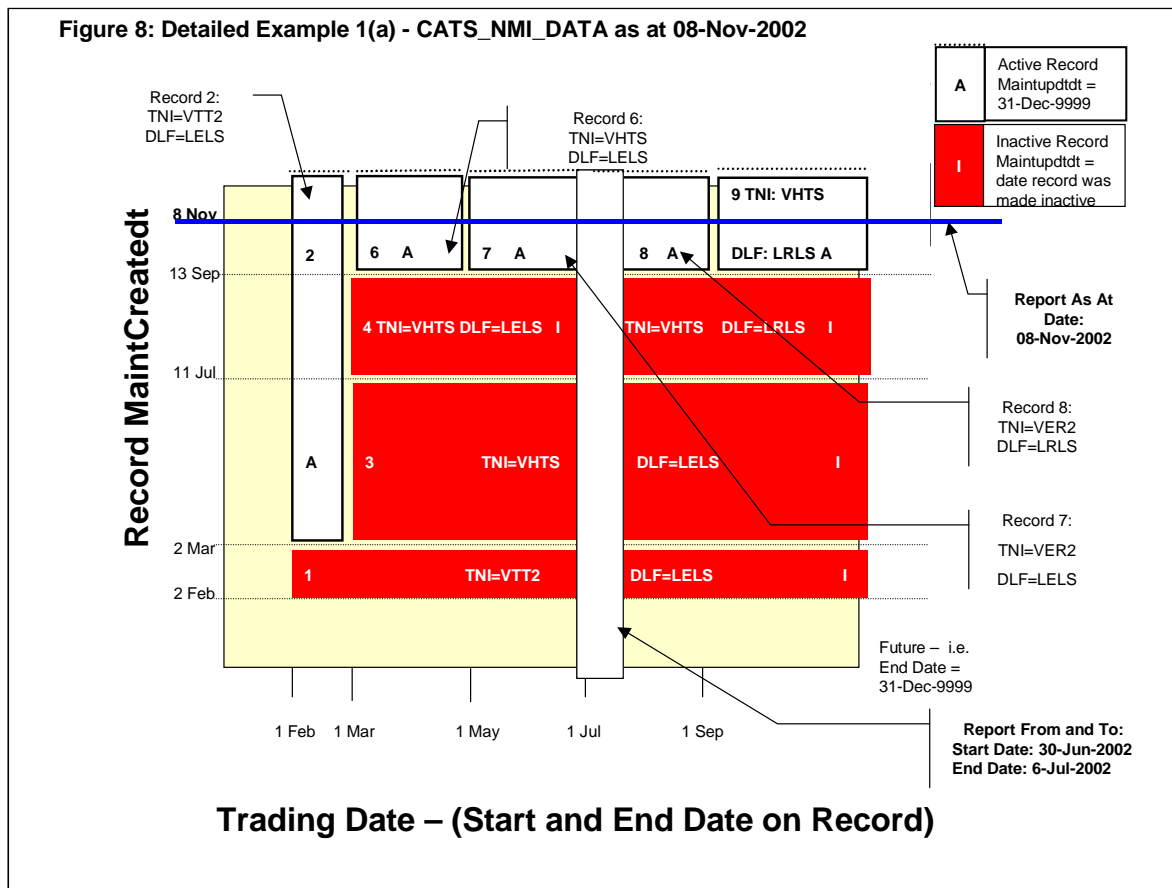 Figure 8: Detailed Example 1(a) - CATS_NMI_DATA as at 08-Nov-2002
A
Active Record
Maintupdtdt =
31-Dec-9999
I
Inactive Record
Maintupdtdt =
date record was
made inactive
Record 2:
TNI=VTT2
DLF=LELS
Record 6:
TNI=VHTS
DLF=LELS
Record MaintCreatedt
8 Nov
13 Sep
11 Jul
2 Mar
2 Feb
2
A
6 A
7 A
8 A
9 TNI: VHTS
DLF: LRLS A
4 TNI=VHTS DLF=LELS I
TNI=VHTS DLF=LRLS I
3 TNI=VHTS DLF=LELS I
1 TNI=VTT2 DLF=LELS I
Report As At
Date:
08-Nov-2002
Record 8:
TNI=VER2
DLF=LRLS
Record 7:
TNI=VER2
DLF=LELS
Future – i.e.
End Date =
31-Dec-9999
1 Feb 1 Mar 1 May 1 Jul 1 Sep
Report From and To:
Start Date: 30-Jun-2002
End Date: 6-Jul-2002
Trading Date – (Start and End Date on Record)